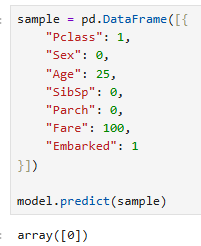 sample = pd.DataFrame([{
    "Pclass": 1,
    "Sex": 0,
    "Age": 25,
    "SibSp": 0,
    "Parch": 0,
    "Fare": 100,
    "Embarked": 1
}])

model.predict(sample)
: array([0])